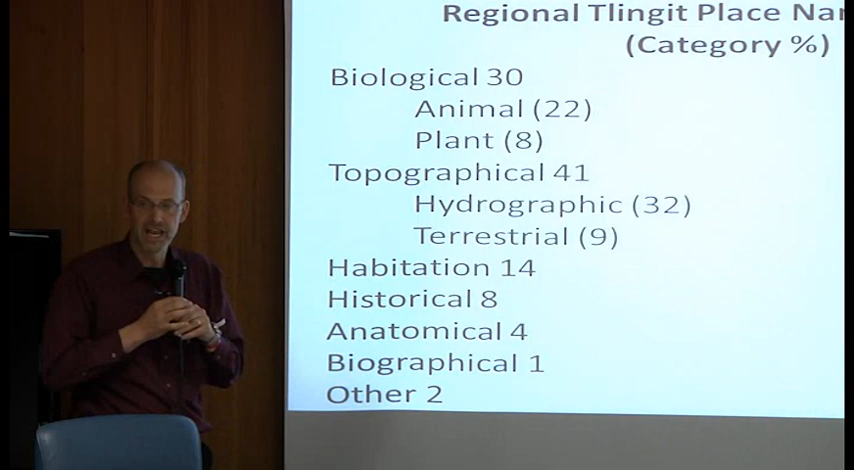 Regional Tlingit Place
(Category %)
Biological 30
Animal (22)
Plant (8)
Topographical 41
Hydrographic (32)
Terrestrial (9)
Habitation 14
Historical 8
Anatomical 4
Biographical 1
Other 2